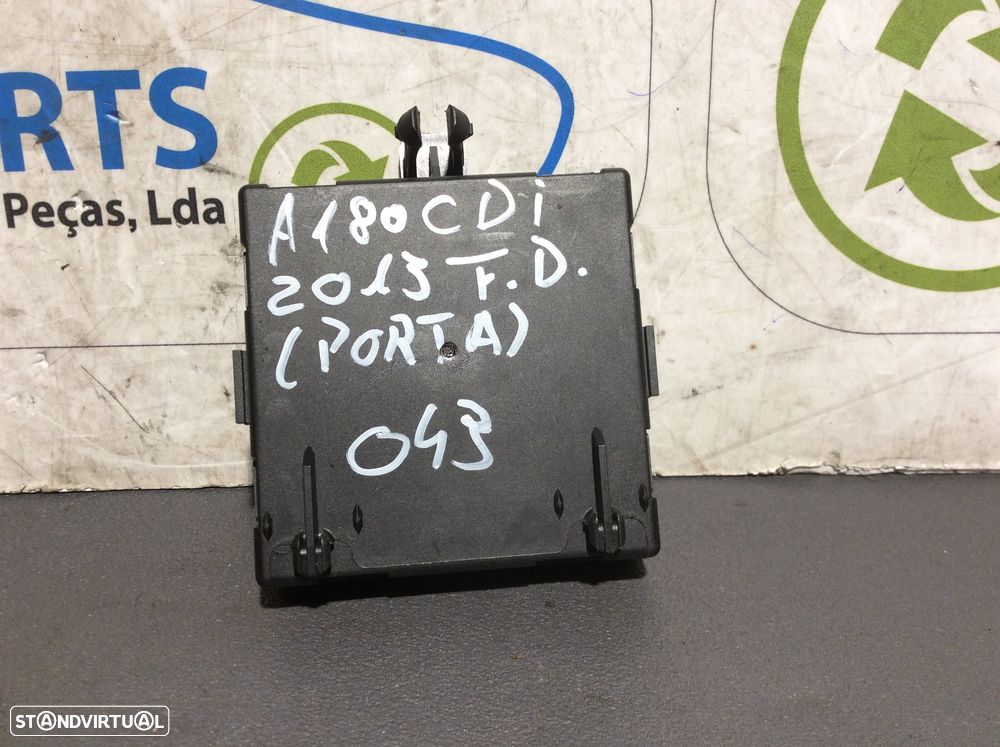 RTS
Peças, Lda
A180CDi
2013 T.D.
(PORTA)
043
STANDVIRTUAL